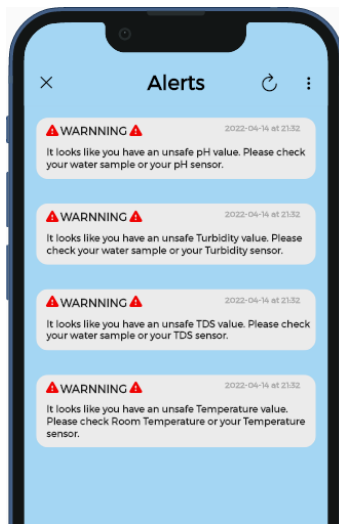 Alerts
WARNNING
2022-04-14 at 21:32
It looks like you have an unsafe pH value. Please check
your water sample or your pH sensor.
WARNNING
2022-04-14 at 21:32
It looks like you have an unsafe Turbidity value. Please
check your water sample or your Turbidity sensor.
WARNNING
2022-04-14 at 21:32
It looks like you have an unsafe TDS value. Please check
your water sample or your TDS sensor.
WARNNING
2022-04-14 at 21:32
It looks like you have an unsafe Temperature value.
Please check Room Temperature or your Temperature
sensor.